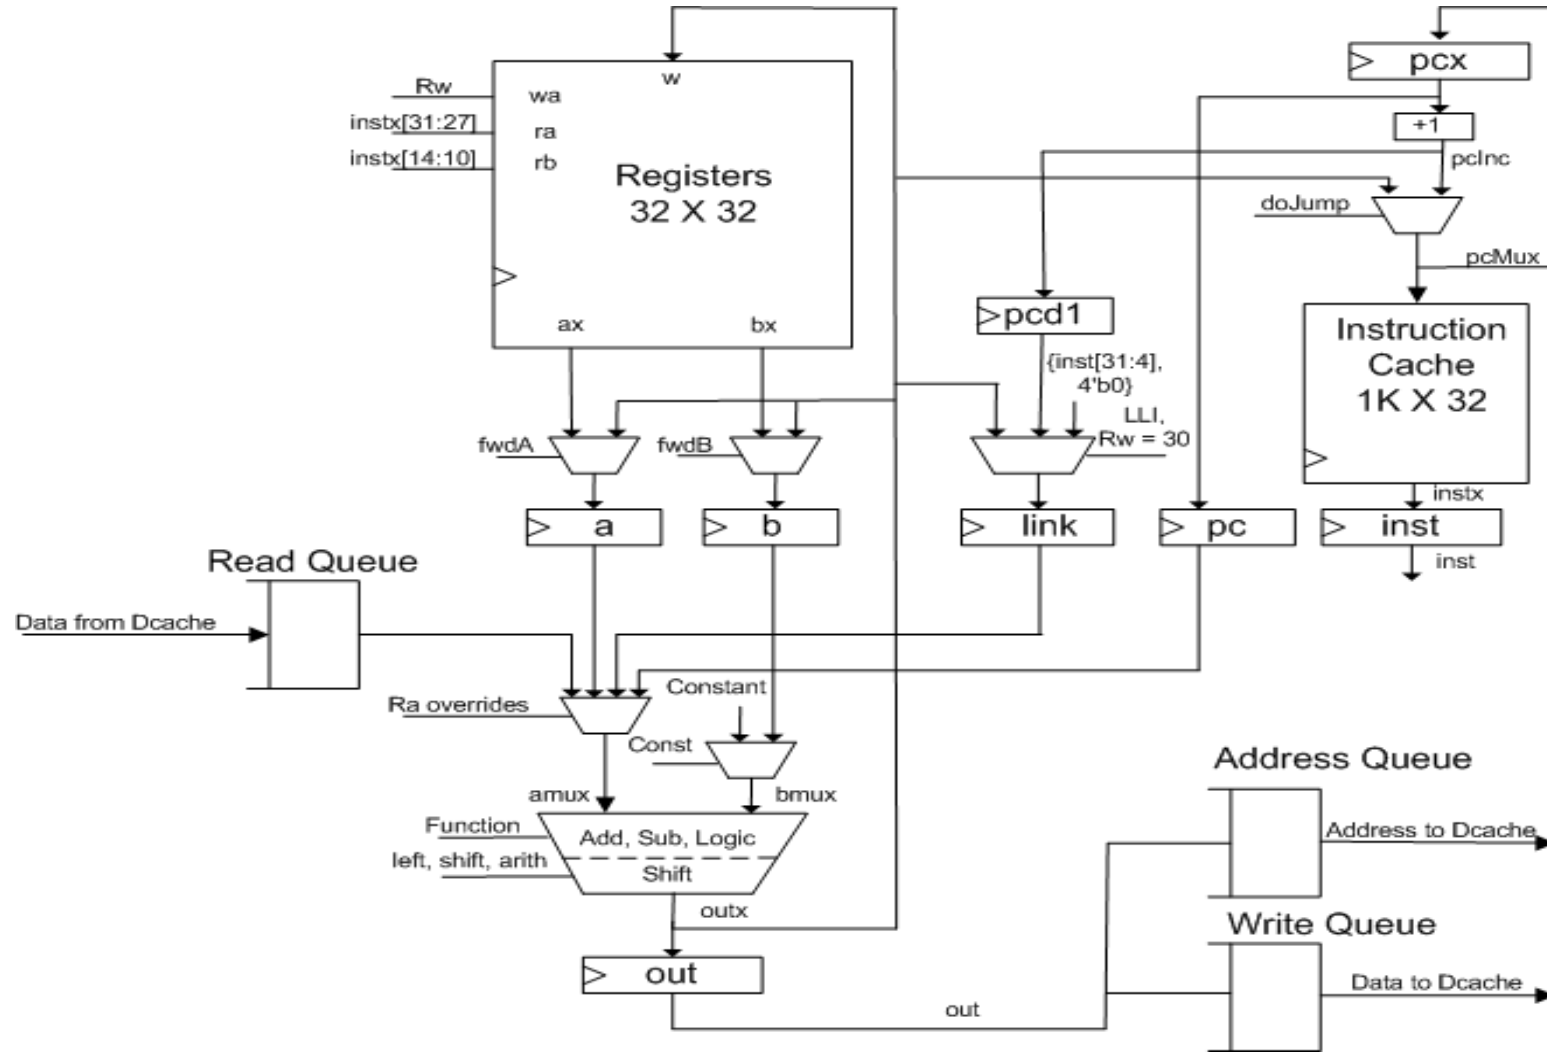 pcx
w
Rw
wa
+1
instx[31:27]
ra
instx[14:10]
rb
pcInc
Registers
32 X 32
doJump
pcMux
pcd1
ax
bx
Instruction
Cache
1K X 32
{inst[31:4],
4'b0}
LLI,
Rw = 30
fwdA
fwdB
instx
a
b
link
pc
inst
inst
Read Queue
Data from Dcache
Constant
Ra overrides
Const
Address Queue
amux
bmux
Function
Add, Sub, Logic
Address to Dcache
left, shift, arith
Shift
outx
Write Queue
out
Data to Dcache
out